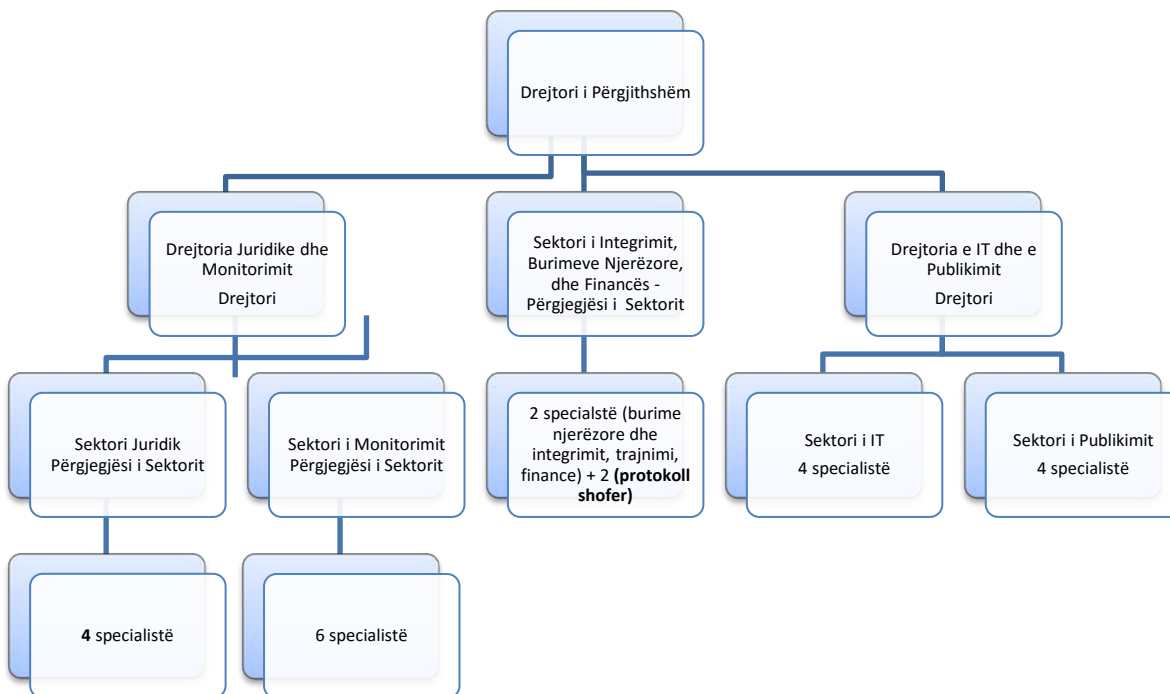 Drejtori i Përgjithshëm
Drejtoria Juridike dhe
Monitorimit
Drejtori
Sektori i Integrimit,
Burimeve Njerëzore,
dhe Financës -
Përgjegjësi i Sektorit
Drejtoria e IT dhe e
Publikimit
Drejtori
Sektori Juridik
Përgjegjësi i Sektorit
Sektori i Monitorimit
Përgjegjësi i Sektorit
2 specialstë (burime
njerëzore dhe
integrimit, trajnimi,
finance) + 2 (protokoll
shofer)
Sektori i IT
4 specialistë
Sektori i Publikimit
4 specialistë
4 specialistë
6 specialistë